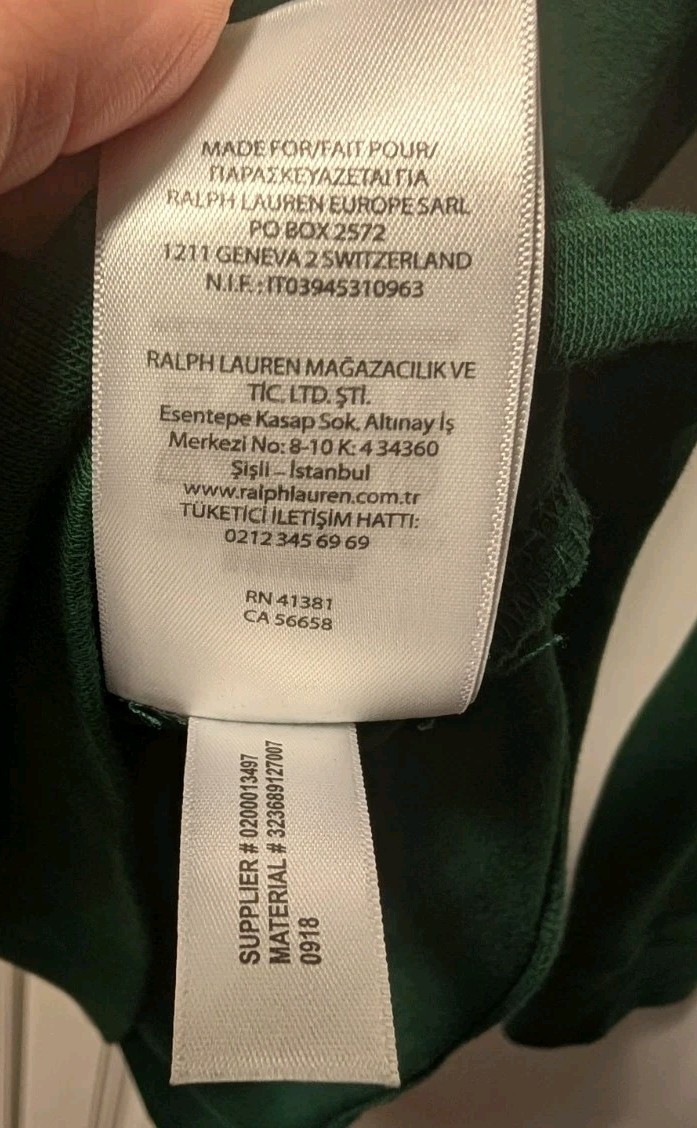 MADE FOR/FAIT POUR/
ΠΑΡΑΣΚΕΥΑΖΕΤΑΙ ΓΙΑ
RALPH LAUREN EUROPE SARL
PO BOX 2572
1211 GENEVA 2 SWITZERLAND
N.I.F. : IT03945310963
RALPH LAUREN MAĞAZACILIK VE
TİC. LTD. ŞTİ.
Esentepe Kasap Sok. Altınay İş
Merkezi No: 8-10 K: 4 34360
Şişli – İstanbul
www.ralphlauren.com.tr
TÜKETİCİ İLETİŞİM HATTI:
0212 345 69 69
RN 41381
CA 56658
SUPPLIER # 0200013497
MATERIAL # 323689127007
0918